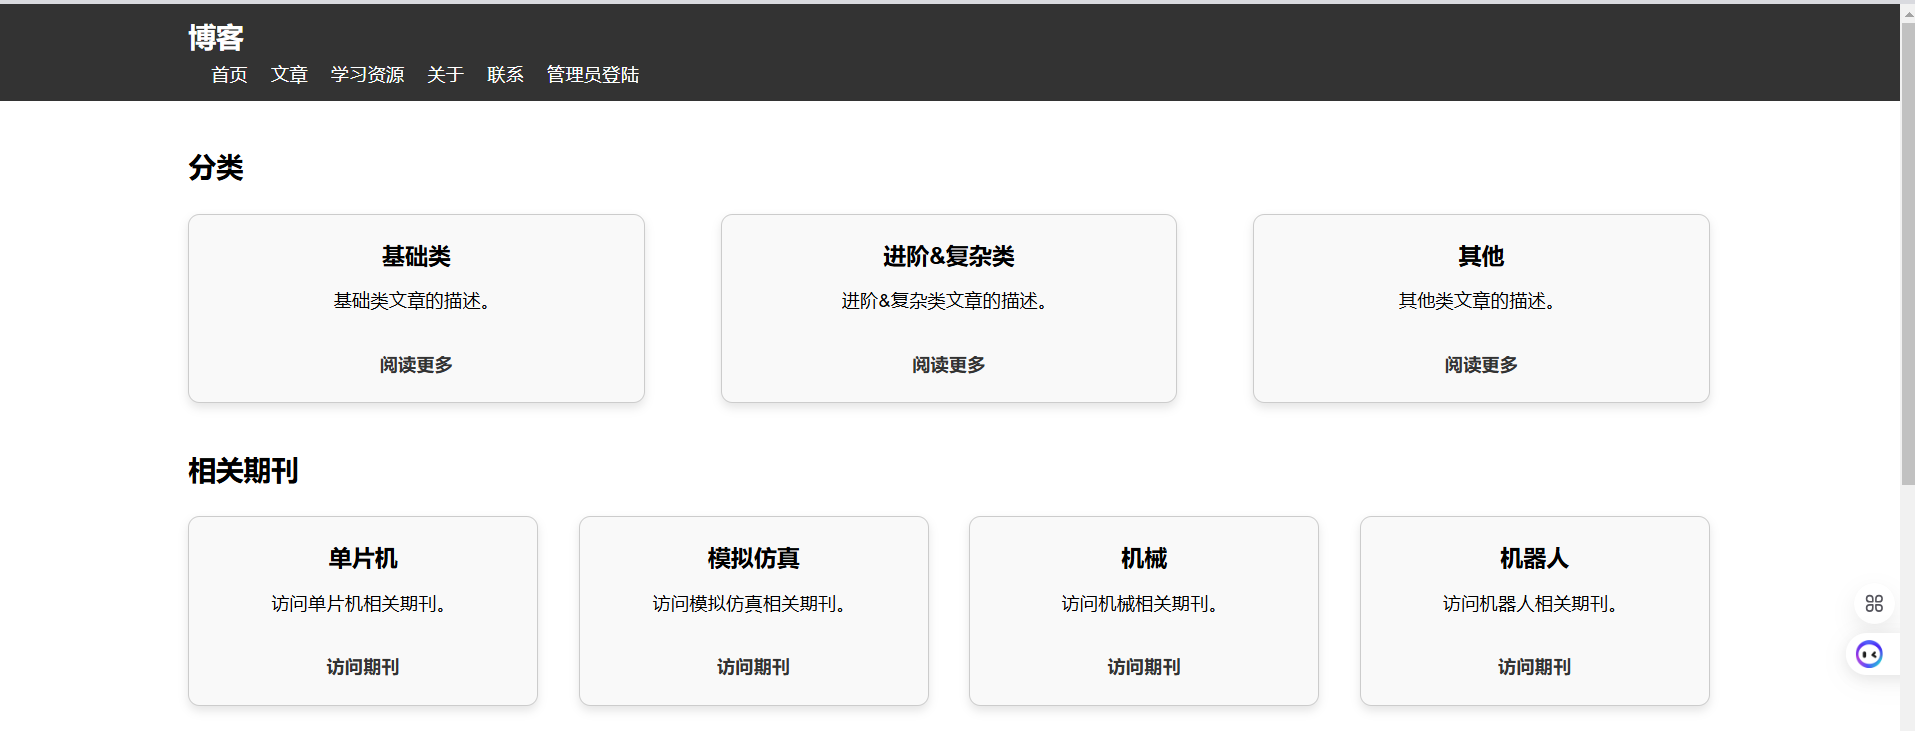 博客
首页 文章 学习资源 关于 联系 管理员登陆
分类
基础类
基础类文章的描述。
阅读更多
进阶&复杂类
进阶&复杂类文章的描述。
阅读更多
其他
其他类文章的描述。
阅读更多
相关期刊
单片机
访问单片机相关期刊。
访问期刊
模拟仿真
访问模拟仿真相关期刊。
访问期刊
机械
访问机械相关期刊。
访问期刊
机器人
访问机器人相关期刊。
访问期刊